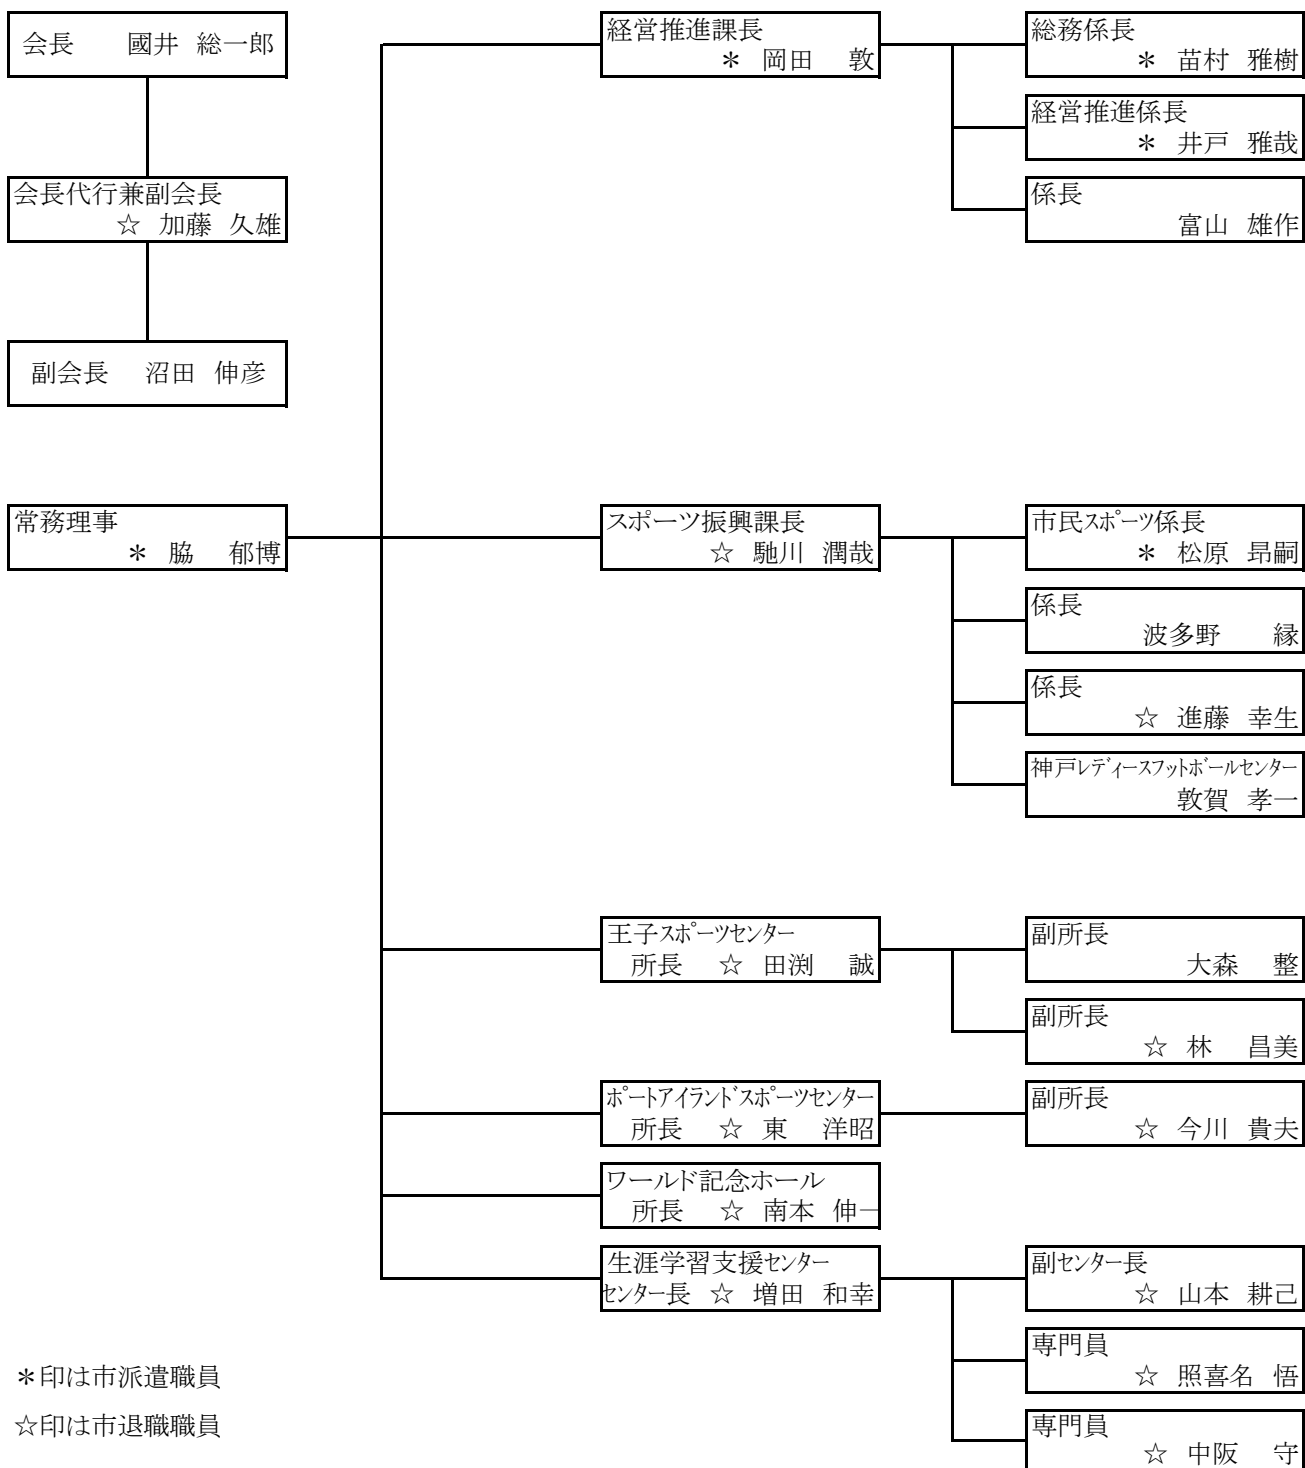 会長 國井 総一郎
会長代行兼副会長
☆ 加藤 久雄
副会長 沼田 伸彦
常務理事
＊ 脇 郁博
経営推進課長
＊ 岡田 敦
総務係長
＊ 苗村 雅樹
経営推進係長
＊ 井戸 雅哉
係長
富山 雄作
スポーツ振興課長
☆ 馳川 潤哉
市民スポーツ係長
＊ 松原 昂嗣
係長
波多野 縁
係長
☆ 進藤 幸生
神戸レディースフットボールセンター
敦賀 孝一
王子スポーツセンター
所長 ☆ 田渕 誠
副所長
大森 整
副所長
☆ 林 昌美
ポートアイランドスポーツセンター
所長 ☆ 東 洋昭
副所長
☆ 今川 貴夫
ワールド記念ホール
所長 ☆ 南本 伸一
生涯学習支援センター
センター長 ☆ 増田 和幸
副センター長
☆ 山本 耕己
専門員
☆ 照喜名 悟
専門員
☆ 中阪 守
＊印は市派遣職員
☆印は市退職職員